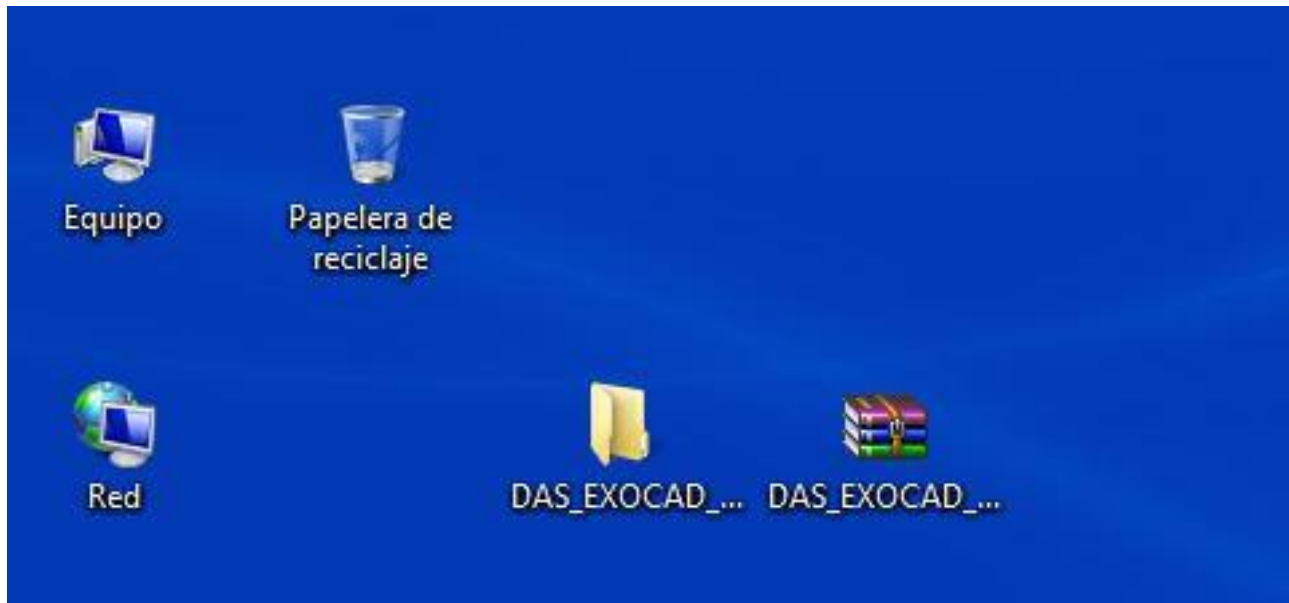 Equipo
Papelera de
reciclaje
Red
DAS_EXOCAD_...
DAS_EXOCAD_...